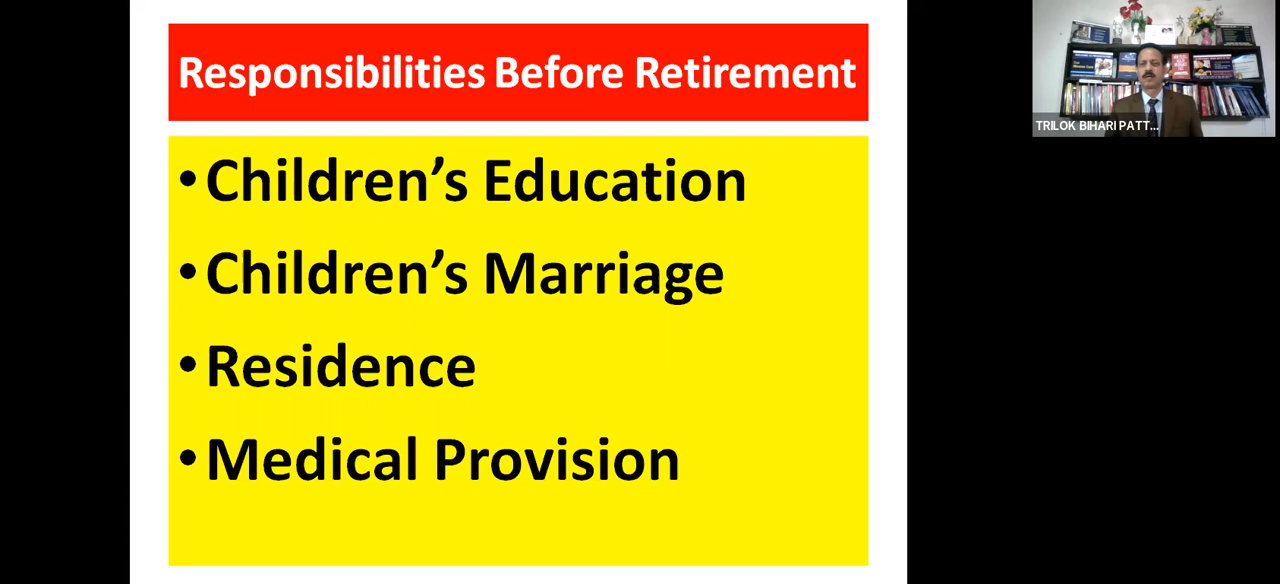 Responsibilities Before Retirement
•Children's Education
•Children's Marriage
•Residence
•Medical Provision
TRILOK BIHARI PATT...